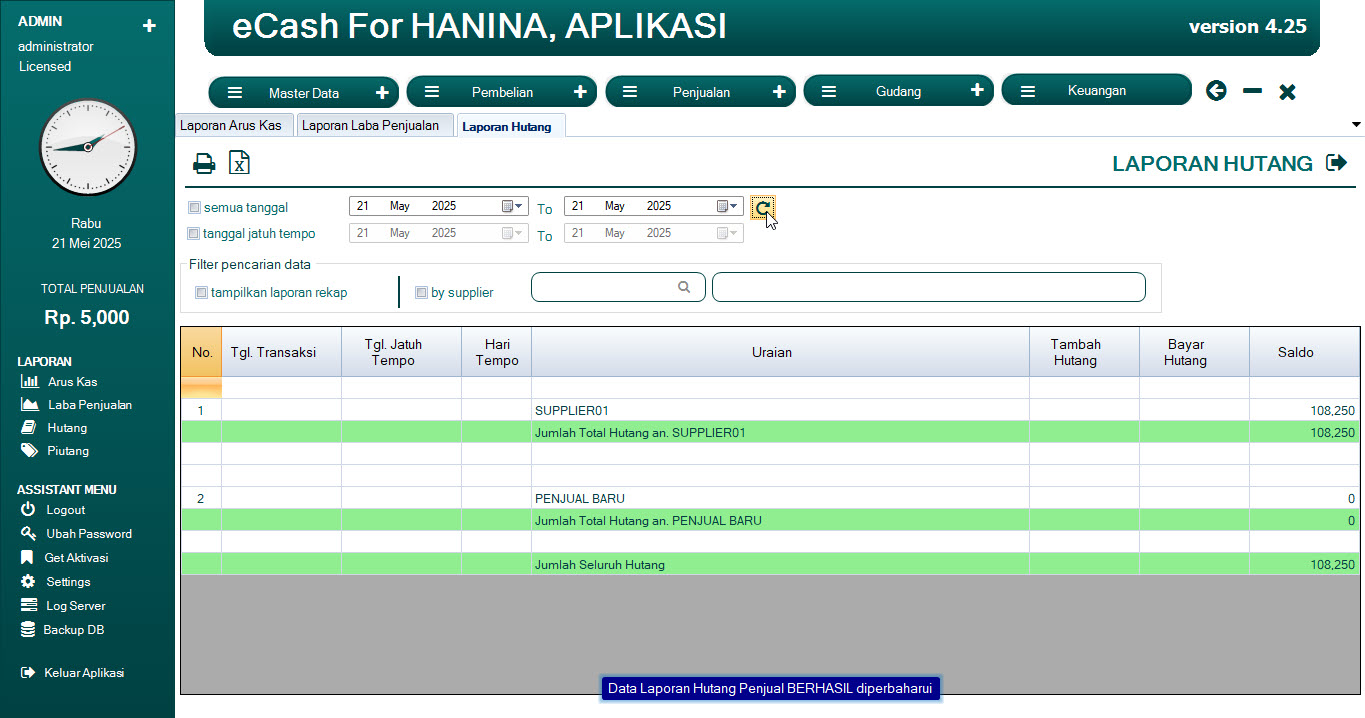 ADMIN
administrator
Licensed
eCash For HANINA, APLIKASI
version 4.25
Master Data
Pembelian
Penjualan
Gudang
Keuangan
Laporan Arus Kas
Laporan Laba Penjualan
Laporan Hutang
LAPORAN HUTANG
Rabu
21 Mei 2025
TOTAL PENJUALAN
Rp. 5,000
LAPORAN
Arus Kas
Laba Penjualan
Hutang
Piutang
ASSISTANT MENU
Logout
Ubah Password
Get Aktivasi
Settings
Log Server
Backup DB
Keluar Aplikasi
semua tanggal 21 May 2025 To 21 May 2025
tanggal jatuh tempo 21 May 2025 To 21 May 2025
Filter pencarian data
tampilkan laporan rekap by supplier
No. Tgl. Transaksi Tgl. Jatuh Tempo Hari Tempo Uraian Tambah Hutang Bayar Hutang Saldo
1 SUPPLIER01 108,250
Jumlah Total Hutang an. SUPPLIER01 108,250
2 PENJUAL BARU 0
Jumlah Total Hutang an. PENJUAL BARU 0
Jumlah Seluruh Hutang 108,250
Data Laporan Hutang Penjual BERHASIL diperbaharui